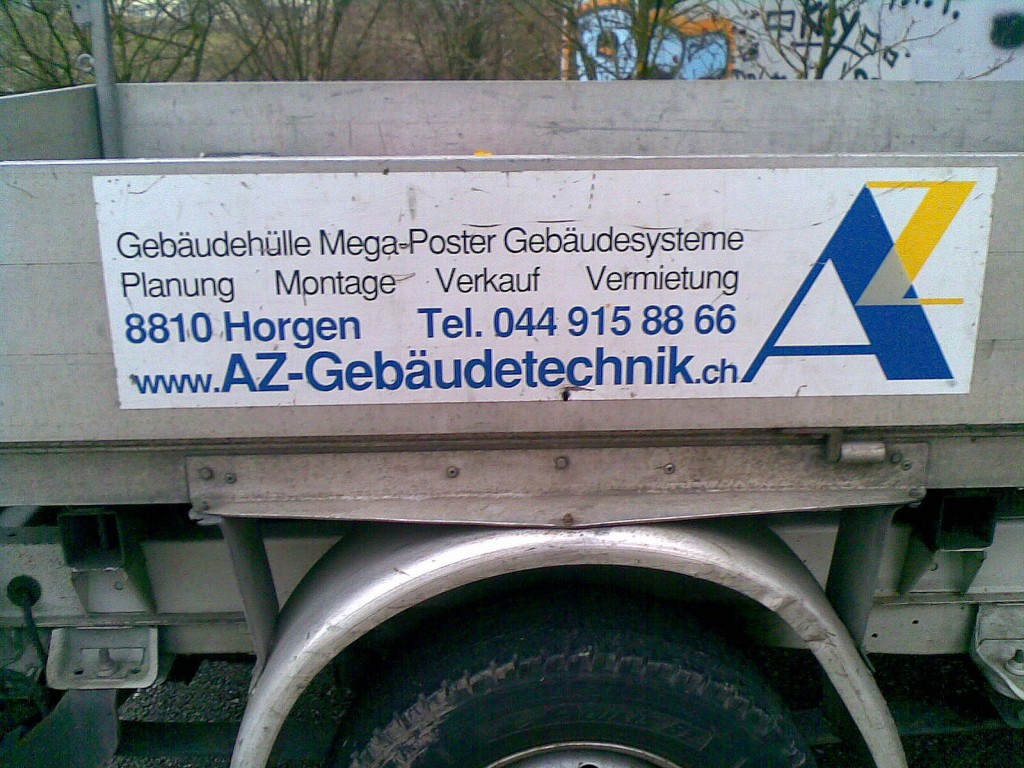 Gebäudehülle Mega-Poster Gebäudesysteme
Planung Montage Verkauf Vermietung
8810 Horgen Tel. 044 915 88 66
www.AZ-Gebäudetechnik.ch
AZ